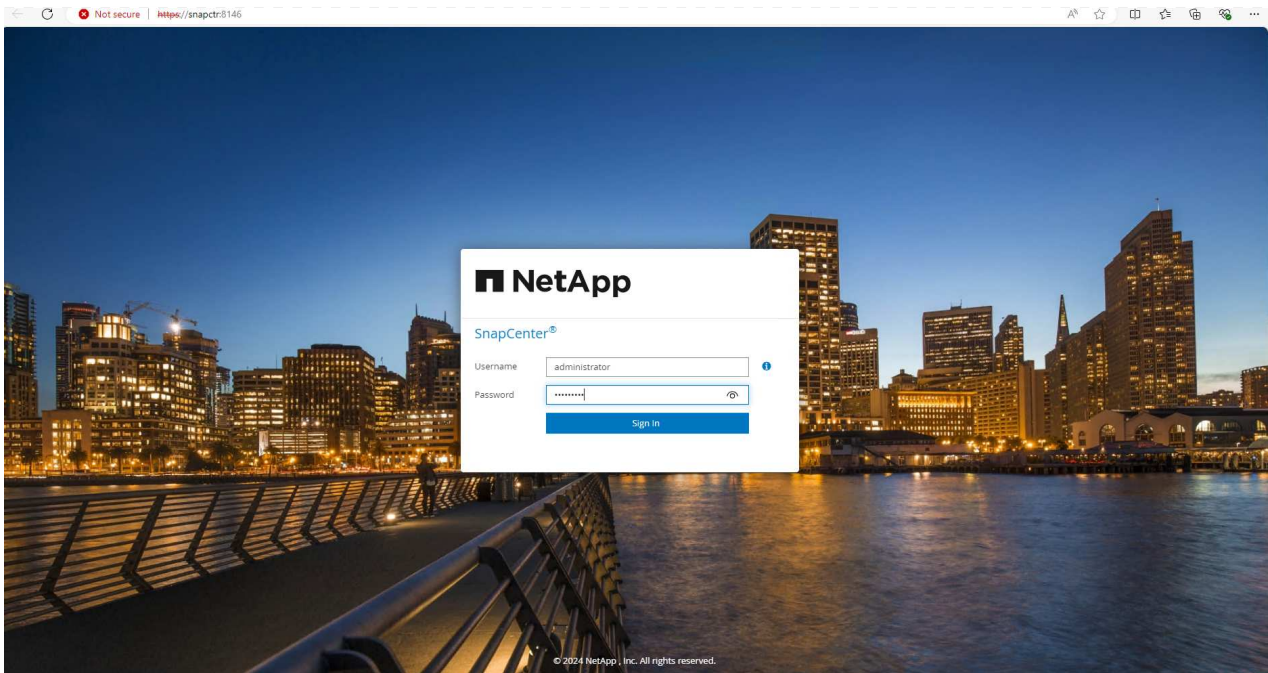 Not secure | https://snapctr:8146
NetApp
SnapCenter®
Username administrator
Password •••••••••
Sign In
© 2024 NetApp , Inc. All rights reserved.